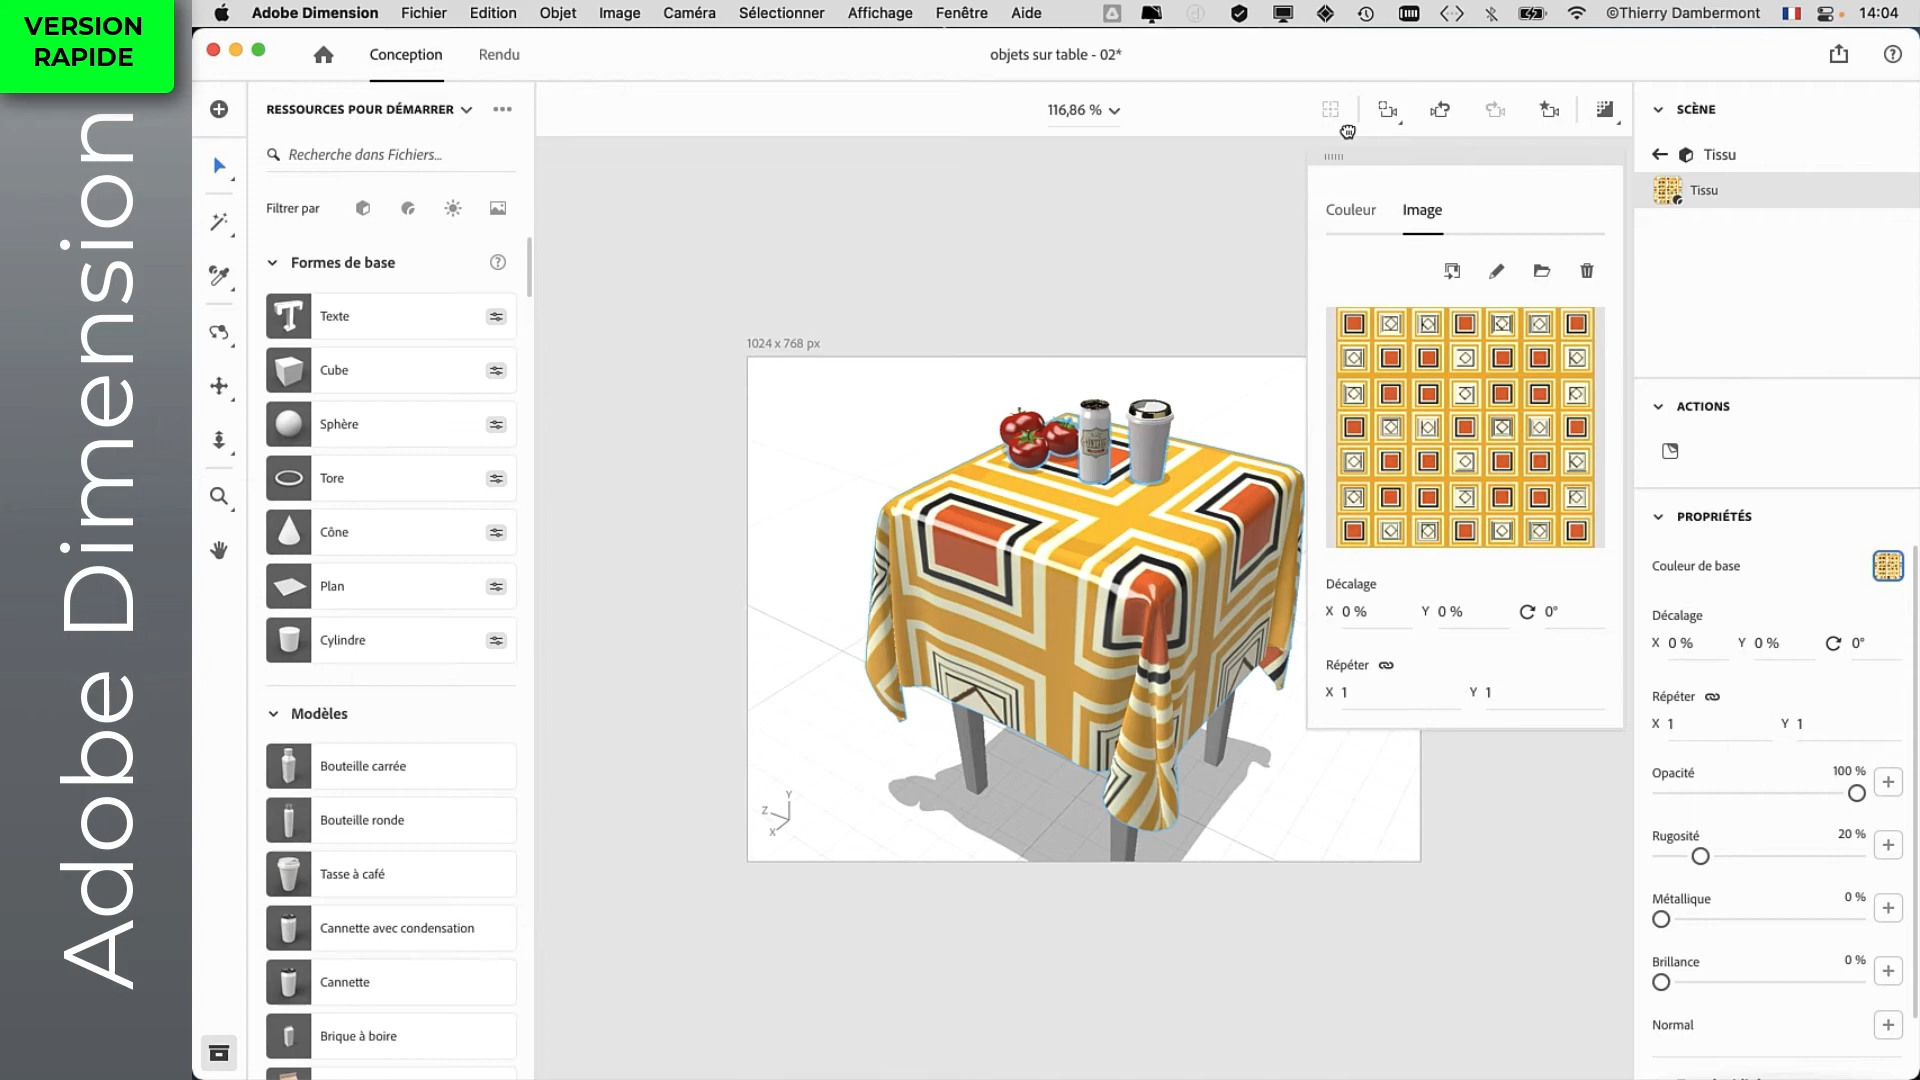 VERSION
RAPIDE
Adobe Dimension
Adobe Dimension Fichier Edition Objet Image Caméra Sélectionner Affichage Fenêtre Aide ©Thierry Dambermont 14:04
Conception Rendu objets sur table - 02*
RESSOURCES POUR DÉMARRER
Recherche dans Fichiers...
Filtrer par
Formes de base
Texte
Cube
Sphère
Tore
Cône
Plan
Cylindre
Modèles
Bouteille carrée
Bouteille ronde
Tasse à café
Cannette avec condensation
Cannette
Brique à boire
116,86 %
1024 x 768 px
Y
Z
X
Couleur Image
Décalage
X 0 % Y 0 % 0°
Répéter
X 1 Y 1
SCÈNE
Tissu
Tissu
ACTIONS
PROPRIÉTÉS
Couleur de base
Décalage
X 0 % Y 0 % 0°
Répéter
X 1 Y 1
Opacité 100 %
Rugosité 20 %
Métallique 0 %
Brillance 0 %
Normal